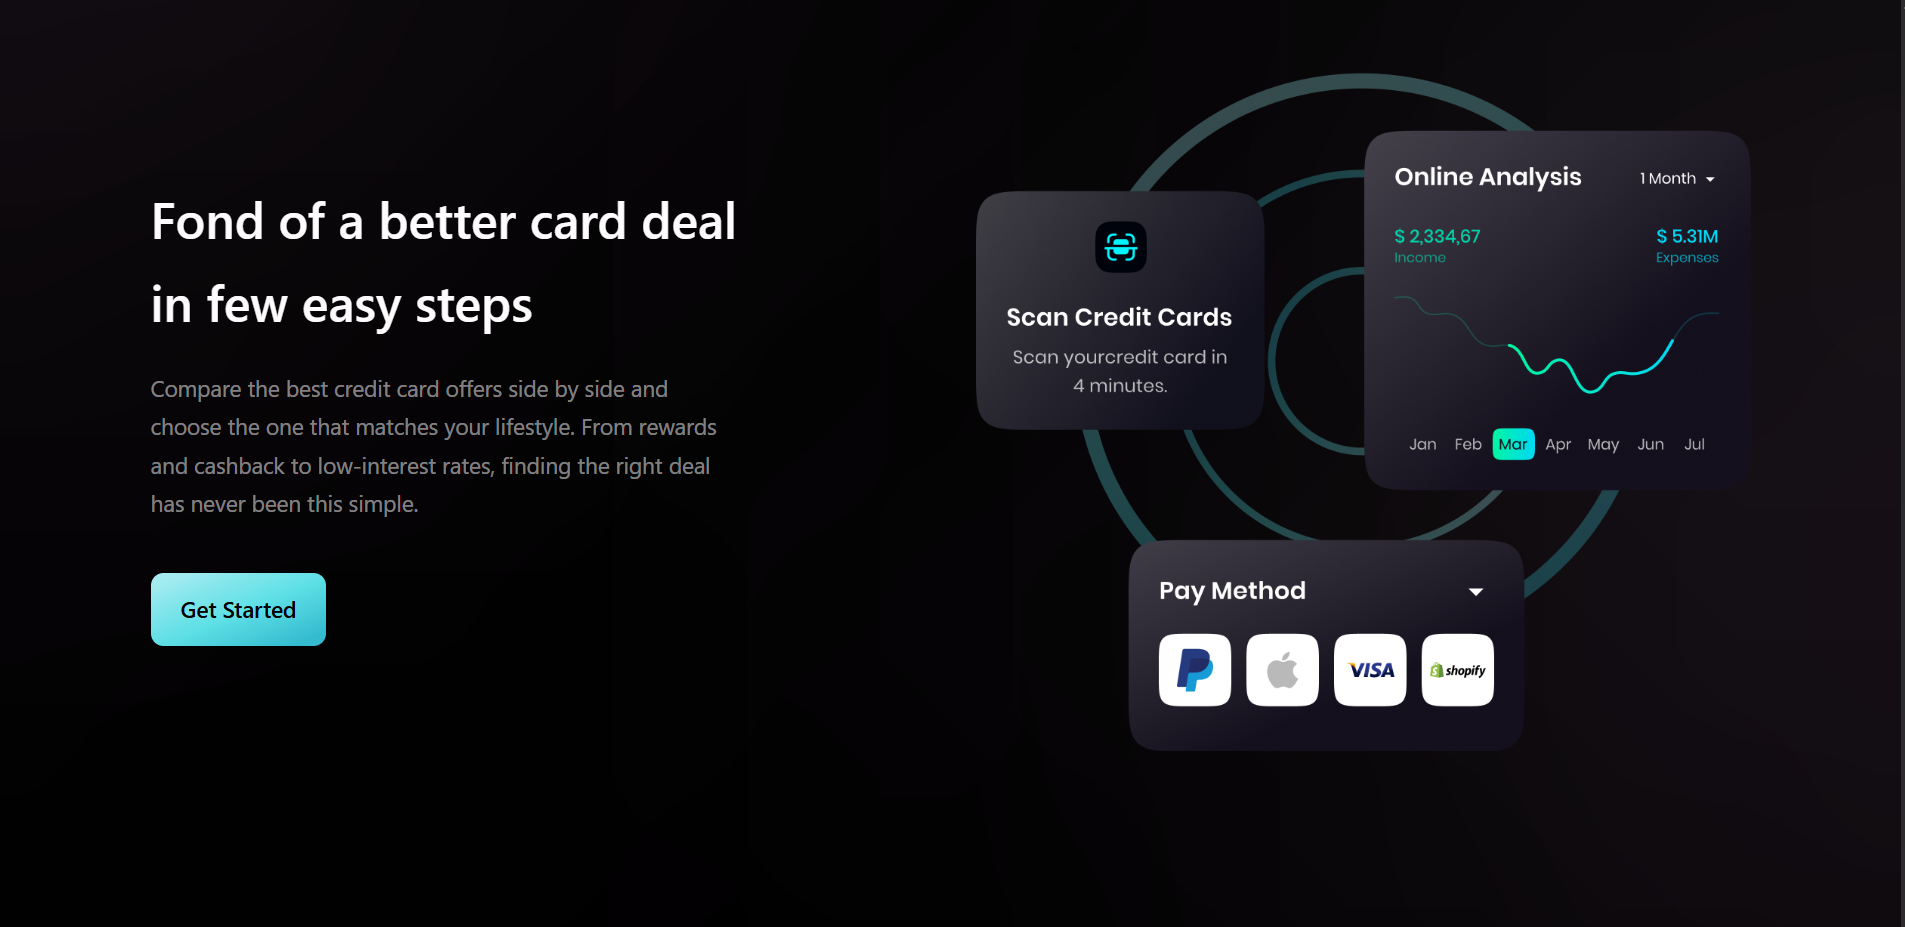 Fond of a better card deal
in few easy steps
Compare the best credit card offers side by side and
choose the one that matches your lifestyle. From rewards
and cashback to low-interest rates, finding the right deal
has never been this simple.
Get Started
Scan Credit Cards
Scan yourcredit card in
4 minutes.
Online Analysis
1 Month
$ 2,334,67
$ 5.31M
Income
Expenses
Jan Feb Mar Apr May Jun Jul
Pay Method
VISA
shopify